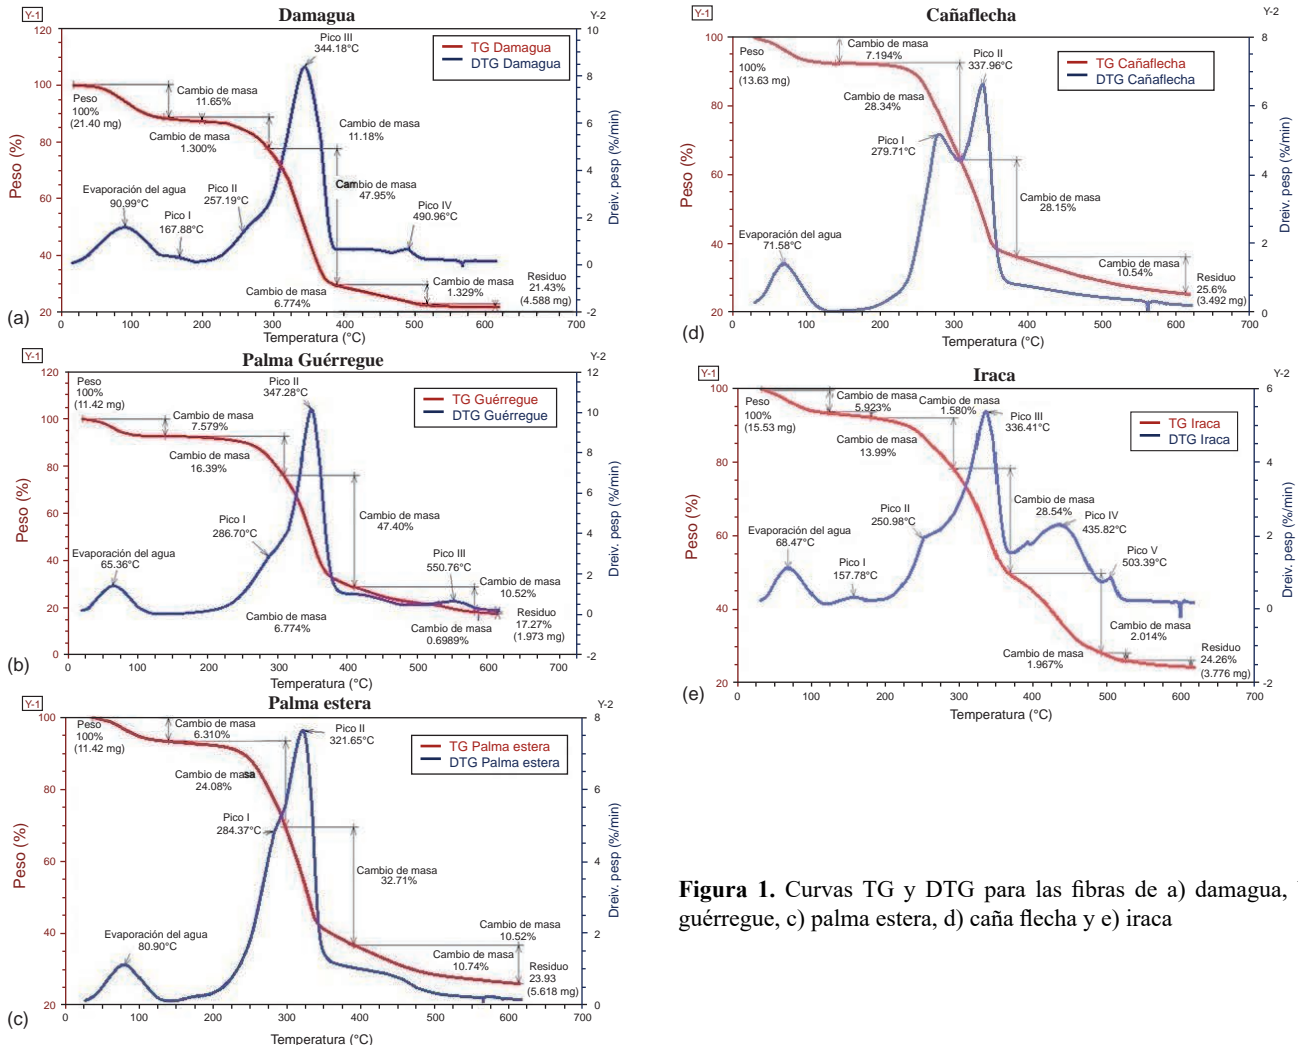 Damagua
Y-1
Y-2
TG Damagua
DTG Damagua
Peso
100%
(21.40 mg)
Cambio de masa
11.65%
Cambio de masa
1.300%
Pico III
344.18°C
Cambio de masa
11.18%
Cambio de masa
47.95%
Evaporación del agua
90.99°C
Pico I
167.88°C
Pico II
257.19°C
Pico IV
490.96°C
Cambio de masa
6.774%
Cambio de masa
1.329%
Residuo
21.43%
(4.588 mg)
Peso (%)
120
100
80
60
40
20
Dreiv. pesp (%/min)
10
8
6
4
2
0
-2
0 100 200 300 400 500 600 700
Temperatura (°C)
(a)
Palma Guérregue
Y-1
Y-2
TG Guérregue
DTG Guérregue
Peso
100%
(11.42 mg)
Cambio de masa
7.579%
Cambio de masa
16.39%
Pico II
347.28°C
Cambio de masa
47.40%
Pico I
286.70°C
Evaporación del agua
65.36°C
Pico III
550.76°C
Cambio de masa
10.52%
Cambio de masa
6.774%
Cambio de masa
0.6989%
Residuo
17.27%
(1.973 mg)
Peso (%)
120
100
80
60
40
20
0
Dreiv. pesp (%/min)
12
10
8
6
4
2
0
-2
0 100 200 300 400 500 600 700
Temperatura (°C)
(b)
Palma estera
Y-1
Y-2
TG Palma estera
DTG Palma estera
Peso
100%
(11.42 mg)
Cambio de masa
6.310%
Cambio de masa
24.08%
Pico II
321.65°C
Pico I
284.37°C
Cambio de masa
32.71%
Evaporación del agua
80.90°C
Cambio de masa
10.52%
Cambio de masa
10.74%
Residuo
23.93
(5.618 mg)
Peso (%)
100
80
60
40
20
Dreiv. pesp (%/min)
8
6
4
2
0
0 100 200 300 400 500 600 700
Temperatura (°C)
(c)
Cañaflecha
Y-1
Y-2
TG Cañaflecha
DTG Cañaflecha
Peso
100%
(13.63 mg)
Cambio de masa
7.194%
Cambio de masa
28.34%
Pico II
337.96°C
Pico I
279.71°C
Cambio de masa
28.15%
Evaporación del agua
71.58°C
Cambio de masa
10.54%
Residuo
25.6%
(3.492 mg)
Peso (%)
100
80
60
40
20
Dreiv. pesp (%/min)
8
6
4
2
0
0 100 200 300 400 500 600 700
Temperatura (°C)
(d)
Iraca
Y-1
Y-2
TG Iraca
DTG Iraca
Peso
100%
(15.53 mg)
Cambio de masa
5.923%
Cambio de masa
1.580%
Cambio de masa
13.99%
Pico III
336.41°C
Cambio de masa
28.54%
Pico II
250.98°C
Pico IV
435.82°C
Evaporación del agua
68.47°C
Pico I
157.78°C
Pico V
503.39°C
Cambio de masa
2.014%
Cambio de masa
1.967%
Residuo
24.26%
(3.776 mg)
Peso (%)
100
80
60
40
20
Dreiv. pesp (%/min)
6
4
2
0
-2
0 100 200 300 400 500 600 700
Temperatura (°C)
(e)
Figura 1. Curvas TG y DTG para las fibras de a) damagua,
guérregue, c) palma estera, d) caña flecha y e) iraca